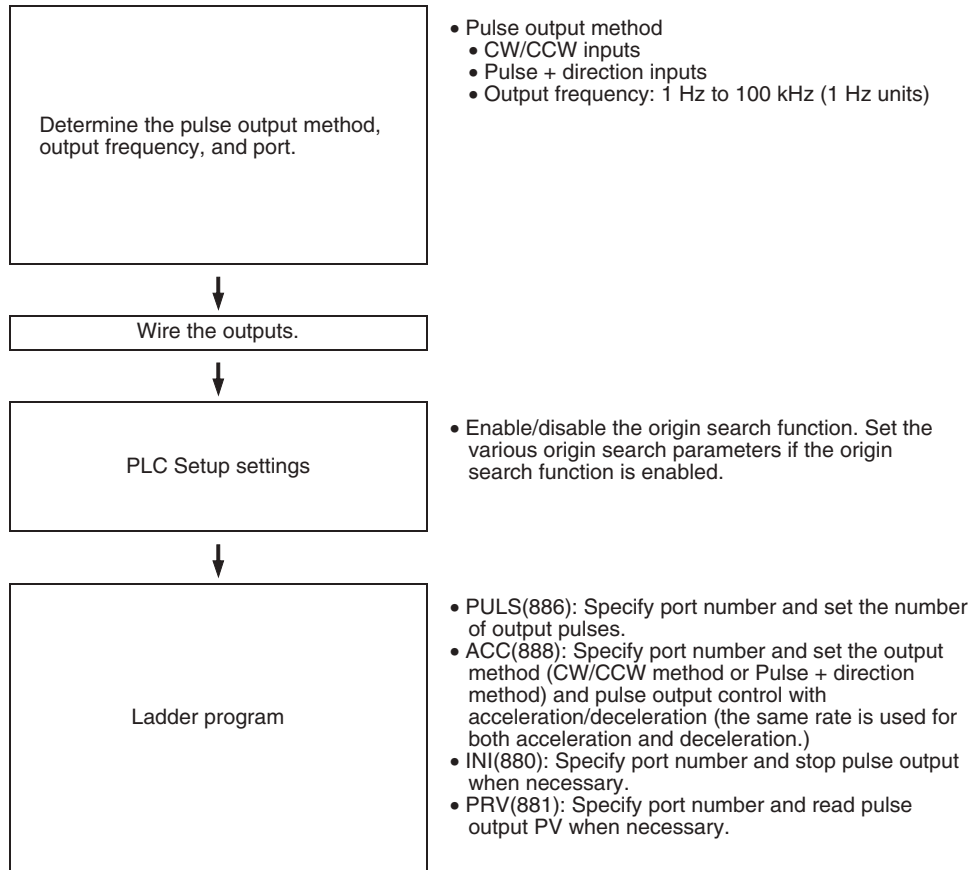 Determine the pulse output method,
output frequency, and port.
• Pulse output method
• CW/CCW inputs
• Pulse + direction inputs
• Output frequency: 1 Hz to 100 kHz (1 Hz units)
Wire the outputs.
PLC Setup settings
• Enable/disable the origin search function. Set the
various origin search parameters if the origin
search function is enabled.
Ladder program
• PULS(886): Specify port number and set the number
of output pulses.
• ACC(888): Specify port number and set the output
method (CW/CCW method or Pulse + direction
method) and pulse output control with
acceleration/deceleration (the same rate is used for
both acceleration and deceleration.)
• INI(880): Specify port number and stop pulse output
when necessary.
• PRV(881): Specify port number and read pulse
output PV when necessary.